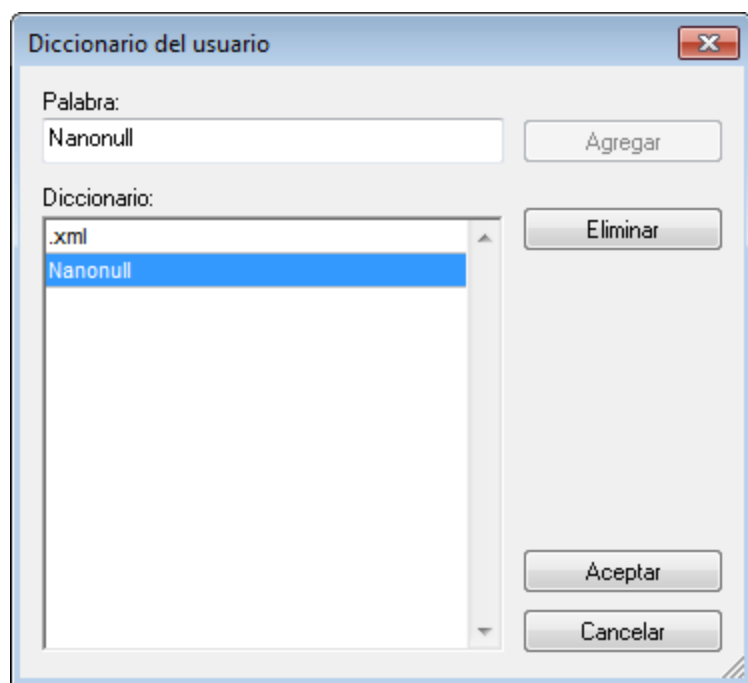 Diccionario del usuario
Palabra:
Nanonull
Agregar
Diccionario:
.xml
Eliminar
Nanonull
Aceptar
Cancelar